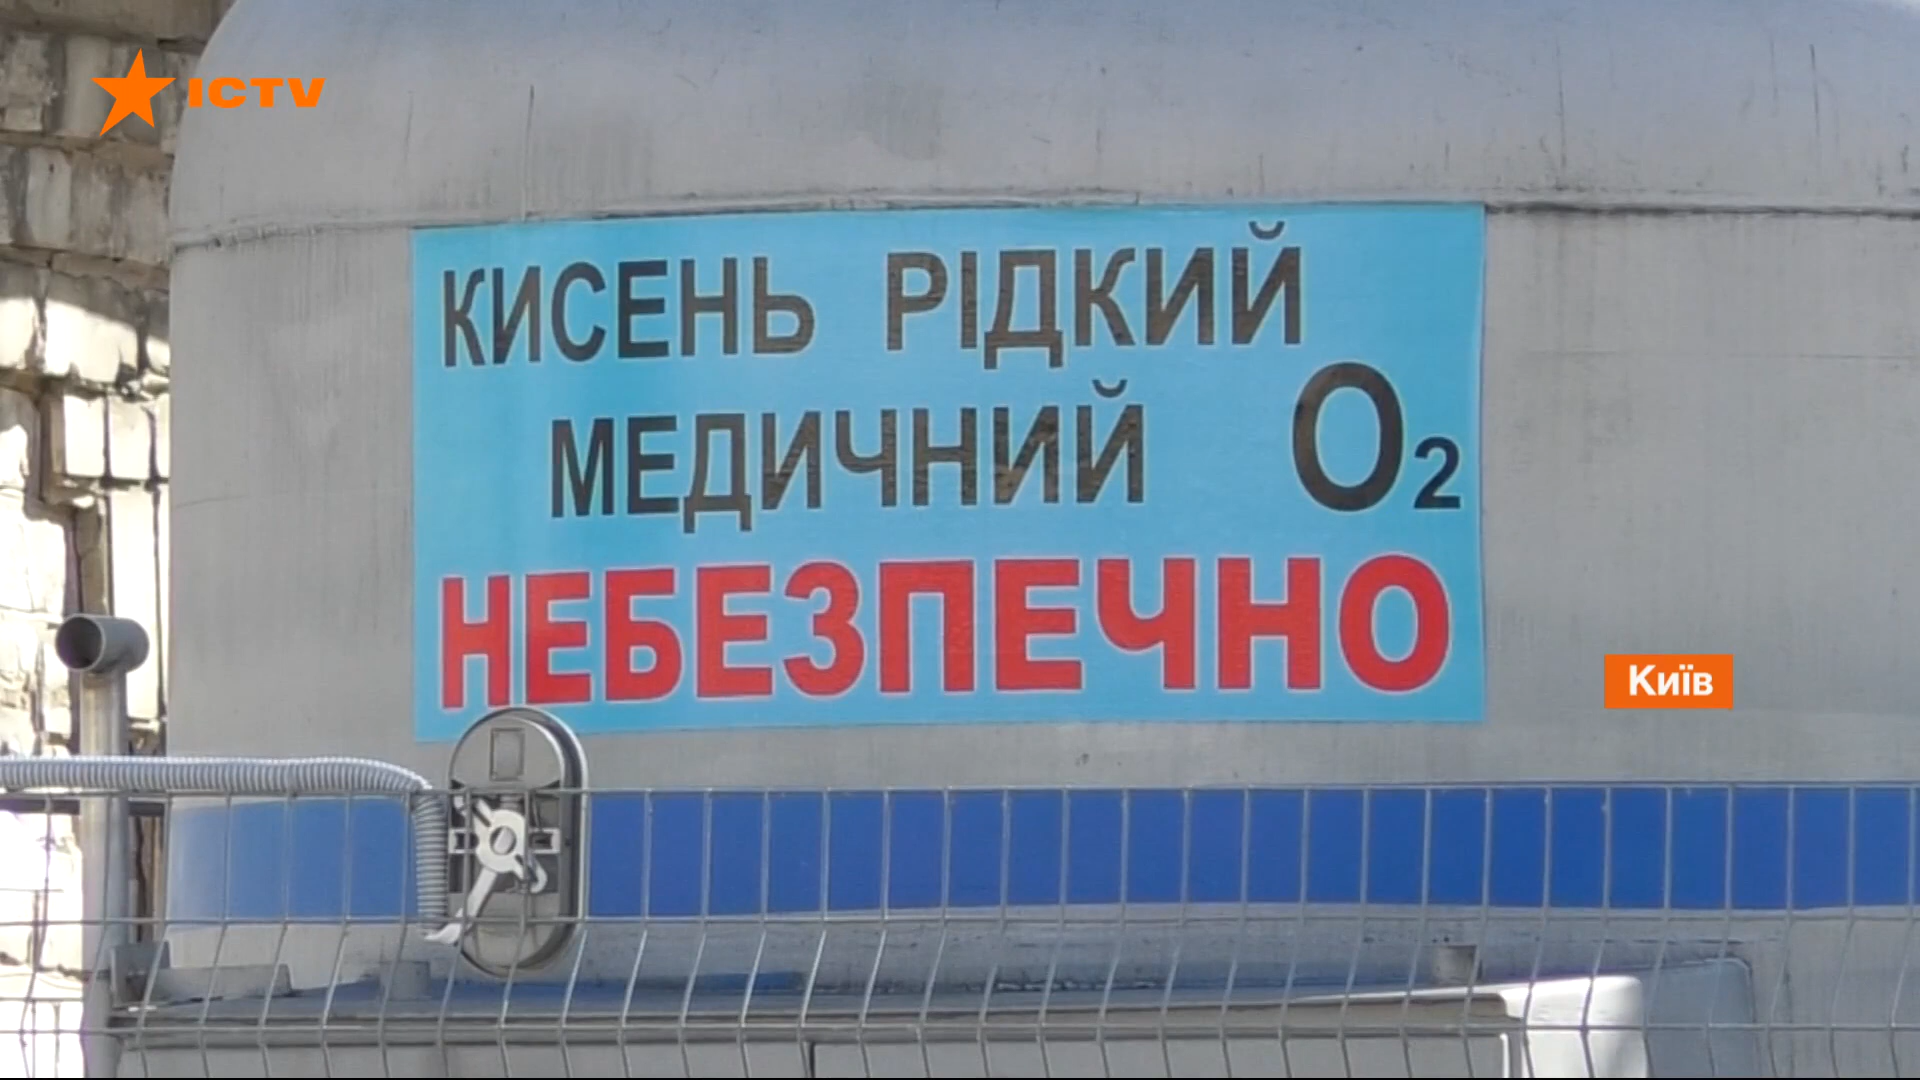 ICTV
КИСЕНЬ РІДКИЙ
МЕДИЧНИЙ O₂
НЕБЕЗПЕЧНО
Київ